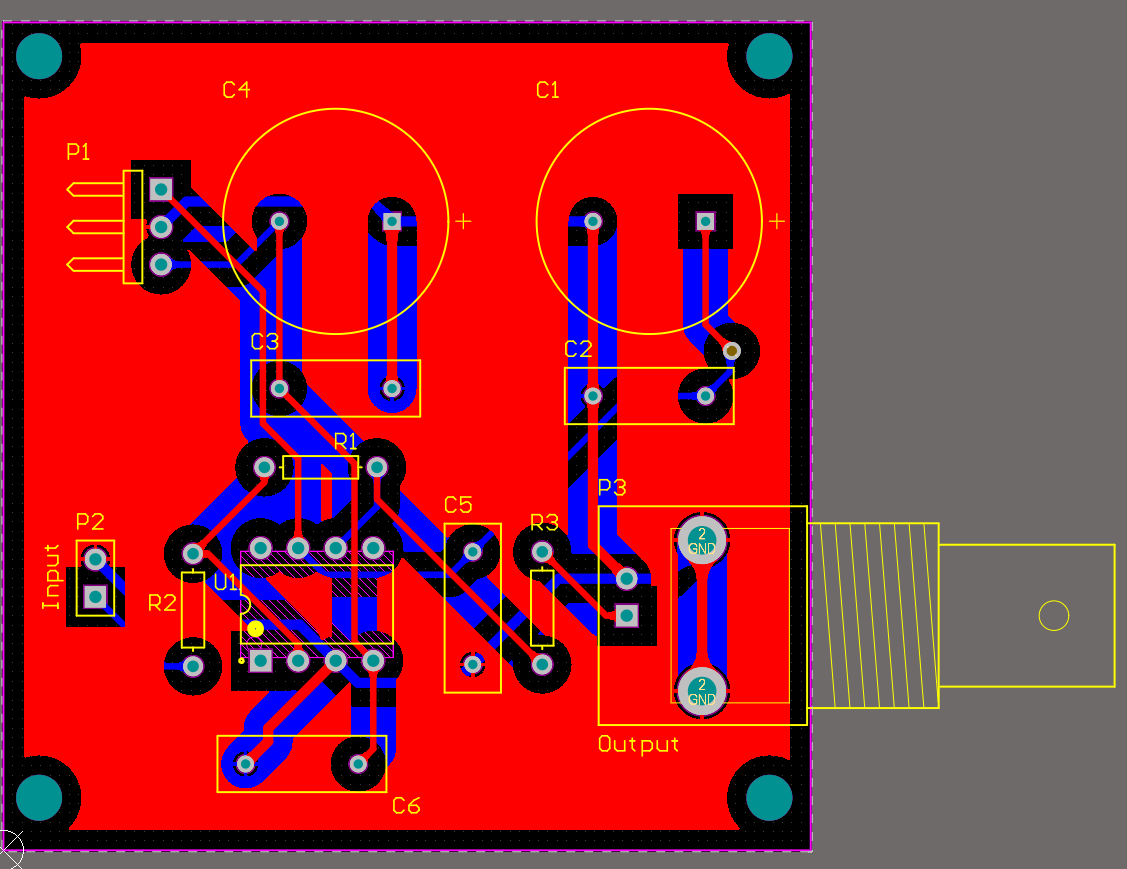 C4
C1
P1
+
+
C3
C2
R1
P3
C5
P2
R3
2
GND
Input
U1
R2
2
GND
Output
C6